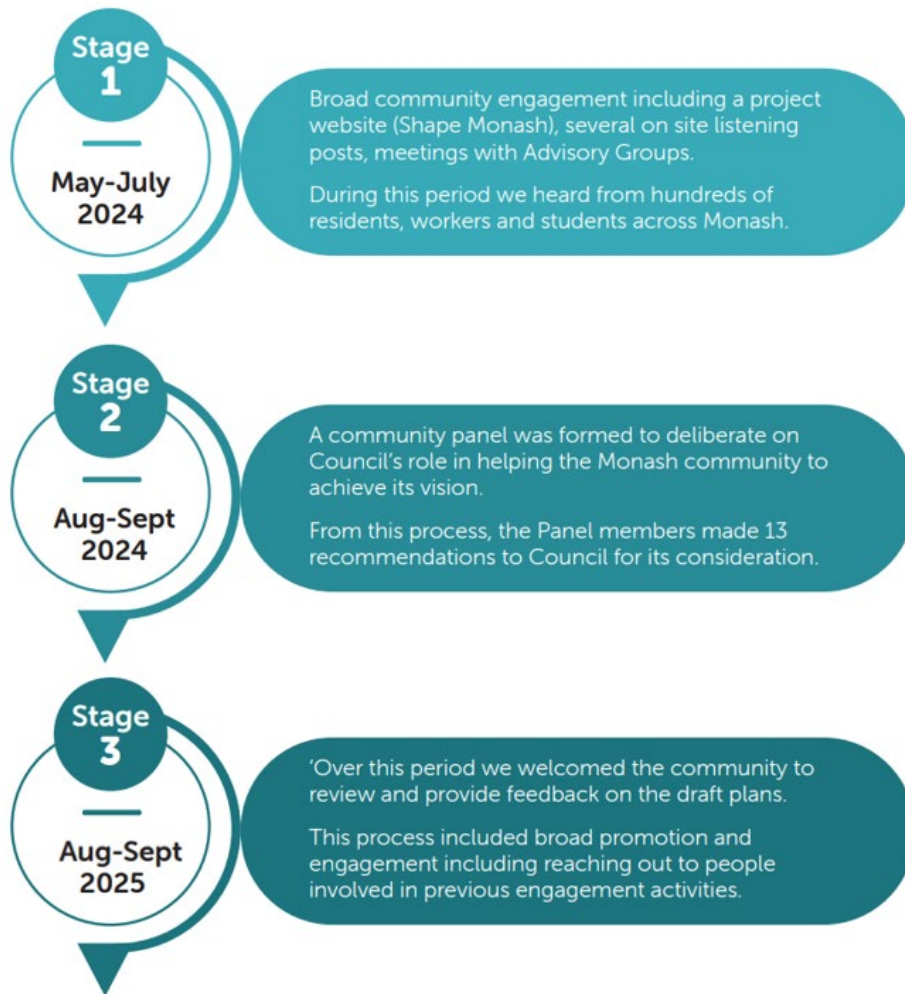 Stage
1
May-July
2024
Broad community engagement including a project
website (Shape Monash), several on site listening
posts, meetings with Advisory Groups.
During this period we heard from hundreds of
residents, workers and students across Monash.
Stage
2
Aug-Sept
2024
A community panel was formed to deliberate on
Council’s role in helping the Monash community to
achieve its vision.
From this process, the Panel members made 13
recommendations to Council for its consideration.
Stage
3
Aug-Sept
2025
‘Over this period we welcomed the community to
review and provide feedback on the draft plans.
This process included broad promotion and
engagement including reaching out to people
involved in previous engagement activities.